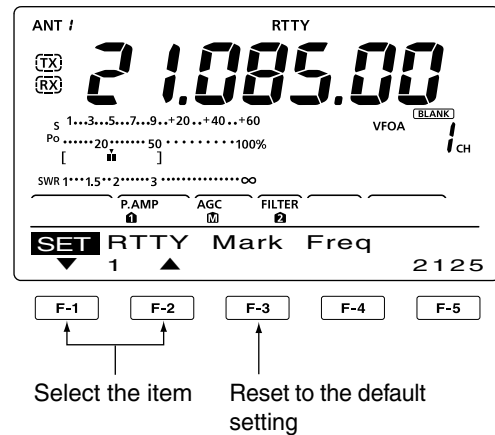 ANT 1 RTTY
TX
RX
21.085.00
BLANK
VFOA 1 CH
S 1...3...5...7...9..+20..+40..+60
Po ......20....... 50 .........100%
[ ]
SWR 1...1.5..2.....3 .............∞
P.AMP AGC FILTER
1 M 2
SET RTTY Mark Freq
▼ 1 ▲ 2125
F-1 F-2 F-3 F-4 F-5
Select the item Reset to the default
setting